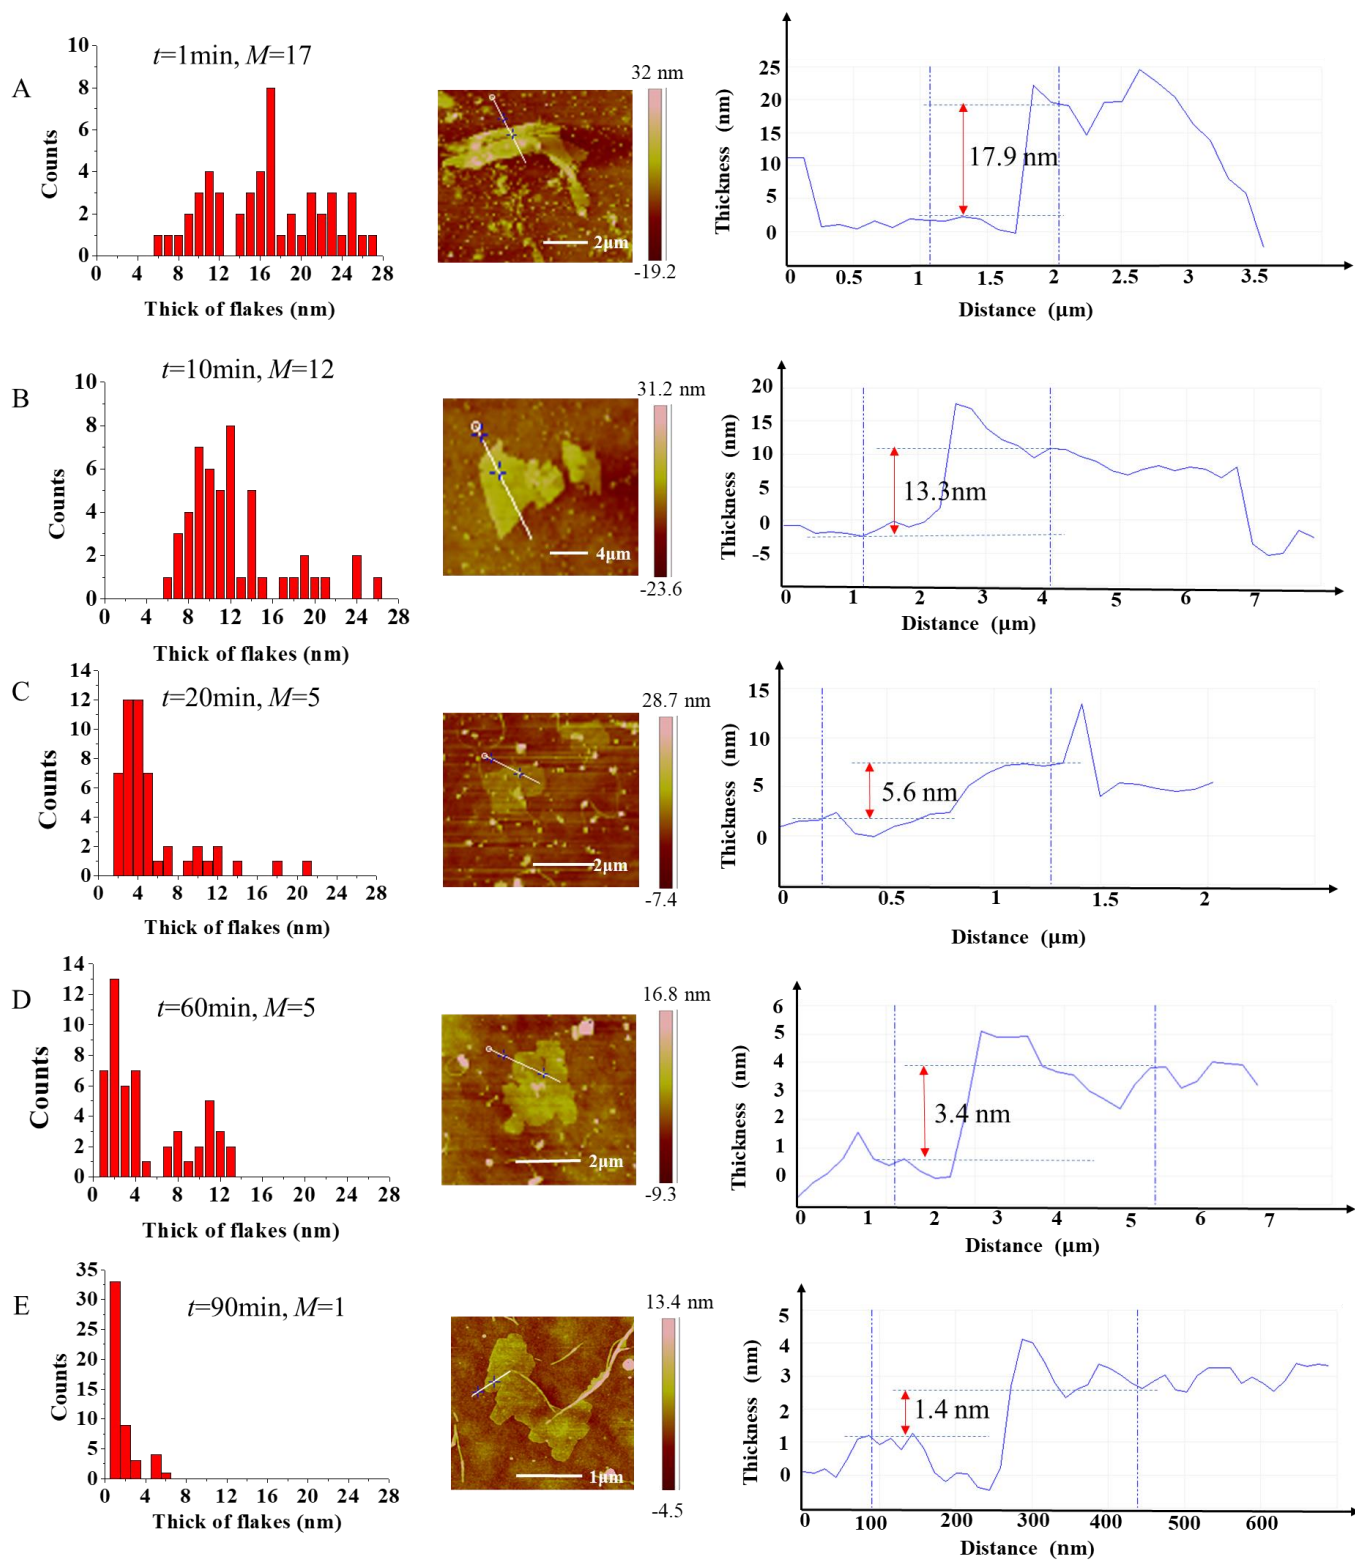 A
t=1min, M=17
10
8
6
4
2
0
Counts
0 4 8 12 16 20 24 28
Thick of flakes (nm)
32 nm
2μm
-19.2
25
20
15
10
5
0
Thickness (nm)
17.9 nm
0 0.5 1 1.5 2 2.5 3 3.5
Distance (μm)
B
t=10min, M=12
10
8
6
4
2
0
Counts
0 4 8 12 16 20 24 28
Thick of flakes (nm)
31.2 nm
4μm
-23.6
20
15
10
5
0
-5
Thickness (nm)
13.3nm
0 1 2 3 4 5 6 7
Distance (μm)
C
t=20min, M=5
14
12
10
8
6
4
2
0
Counts
0 4 8 12 16 20 24 28
Thick of flakes (nm)
28.7 nm
2μm
-7.4
15
10
5
0
Thickness (nm)
5.6 nm
0 0.5 1 1.5 2
Distance (μm)
D
t=60min, M=5
14
12
10
8
6
4
2
0
Counts
0 4 8 12 16 20 24 28
Thick of flakes (nm)
16.8 nm
2μm
-9.3
6
5
4
3
2
1
0
Thickness (nm)
3.4 nm
0 1 2 3 4 5 6 7
Distance (μm)
E
t=90min, M=1
35
30
25
20
15
10
5
0
Counts
0 4 8 12 16 20 24 28
Thick of flakes (nm)
13.4 nm
1μm
-4.5
5
4
3
2
1
0
Thickness (nm)
1.4 nm
0 100 200 300 400 500 600
Distance (nm)